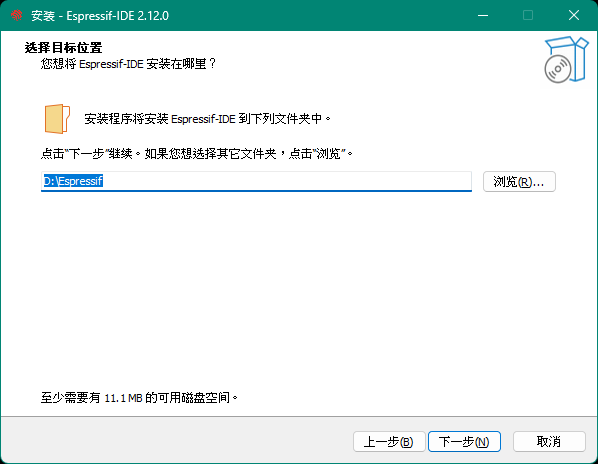 安装 - Espressif-IDE 2.12.0
选择目标位置
您想将 Espressif-IDE 安装在哪里？
安装程序将安装 Espressif-IDE 到下列文件夹中。
点击“下一步”继续。如果您想选择其它文件夹，点击“浏览”。
D:\Espressif
浏览(R)...
至少需要有 11.1 MB 的可用磁盘空间。
上一步(B)
下一步(N)
取消